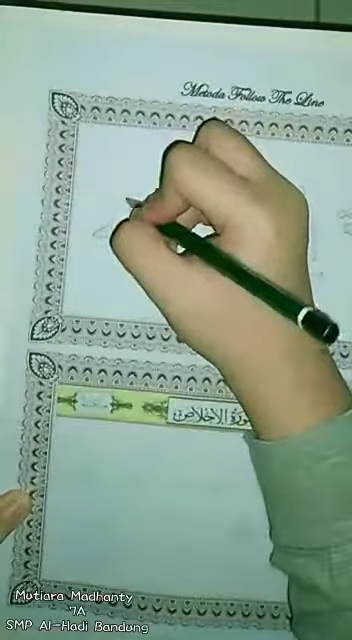 Metoda Follow The Line
سورة الإخلاص
Mutiara Madhanty
7A
SMP Al-Hadi Bandung